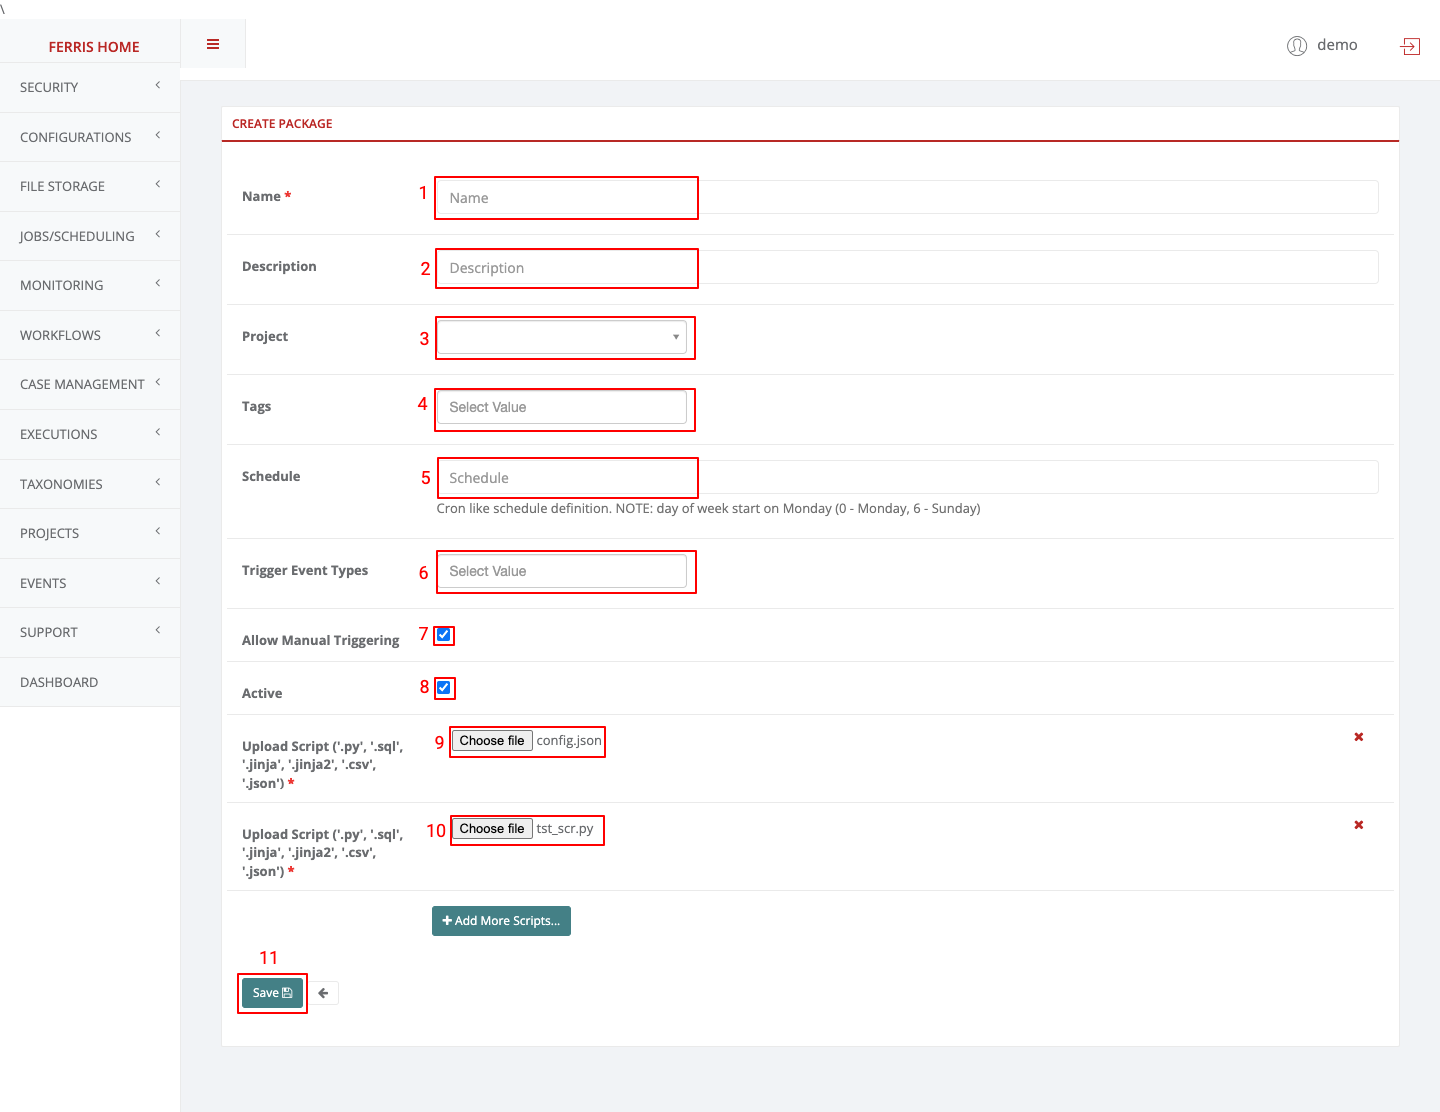 \
FERRIS HOME
demo
SECURITY
CONFIGURATIONS
FILE STORAGE
JOBS/SCHEDULING
MONITORING
WORKFLOWS
CASE MANAGEMENT
EXECUTIONS
TAXONOMIES
PROJECTS
EVENTS
SUPPORT
DASHBOARD
CREATE PACKAGE
Name * 1 Name
Description 2 Description
Project 3
Tags 4 Select Value
Schedule 5 Schedule
Cron like schedule definition. NOTE: day of week start on Monday (0 - Monday, 6 - Sunday)
Trigger Event Types 6 Select Value
Allow Manual Triggering 7
Active 8
9 Choose file config.json
Upload Script ('.py', '.sql',
'.jinja', '.jinja2', '.csv',
'.json') *
10 Choose file tst_scr.py
Upload Script ('.py', '.sql',
'.jinja', '.jinja2', '.csv',
'.json') *
Add More Scripts...
11
Save